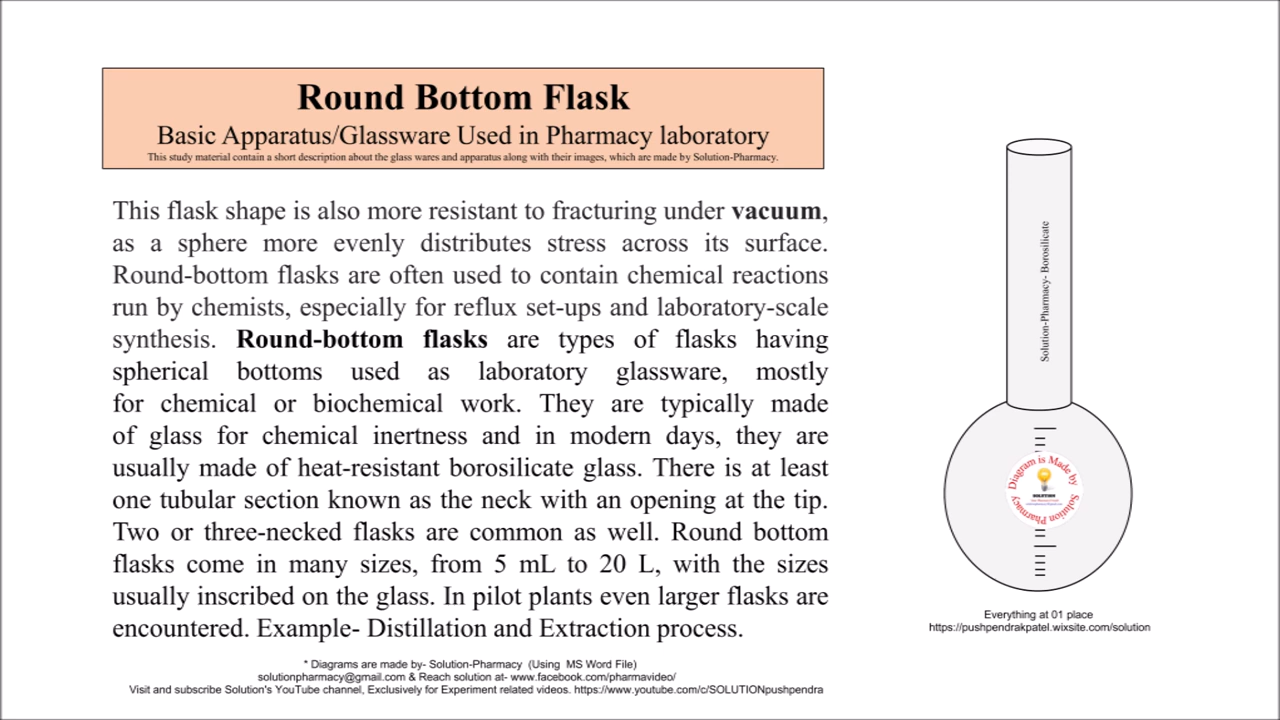 Round Bottom Flask
Basic Apparatus/Glassware Used in Pharmacy laboratory
This study material contain a short description about the glass wares and apparatus along with their images, which are made by Solution-Pharmacy.
This flask shape is also more resistant to fracturing under vacuum,
as a sphere more evenly distributes stress across its surface.
Round-bottom flasks are often used to contain chemical reactions
run by chemists, especially for reflux set-ups and laboratory-scale
synthesis. Round-bottom flasks are types of flasks having
spherical bottoms used as laboratory glassware, mostly
for chemical or biochemical work. They are typically made
of glass for chemical inertness and in modern days, they are
usually made of heat-resistant borosilicate glass. There is at least
one tubular section known as the neck with an opening at the tip.
Two or three-necked flasks are common as well. Round bottom
flasks come in many sizes, from 5 mL to 20 L, with the sizes
usually inscribed on the glass. In pilot plants even larger flasks are
encountered. Example- Distillation and Extraction process.
* Diagrams are made by- Solution-Pharmacy (Using MS Word File)
solutionpharmacy@gmail.com & Reach solution at- www.facebook.com/pharmavideo/
Visit and subscribe Solution's YouTube channel, Exclusively for Experiment related videos. https://www.youtube.com/c/SOLUTIONpushpendra
Solution-Pharmacy- Borosilicate
Diagram is Made by Solution Pharmacy
SOLUTION
Everything at 01 place
https://pushpendrakpatel.wixsite.com/solution